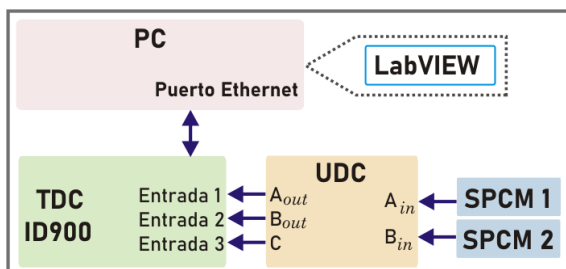 PC
LabVIEW
Puerto Ethernet
TDC
ID900
Entrada 1
Entrada 2
Entrada 3
UDC
A_out
B_out
C
A_in
B_in
SPCM 1
SPCM 2